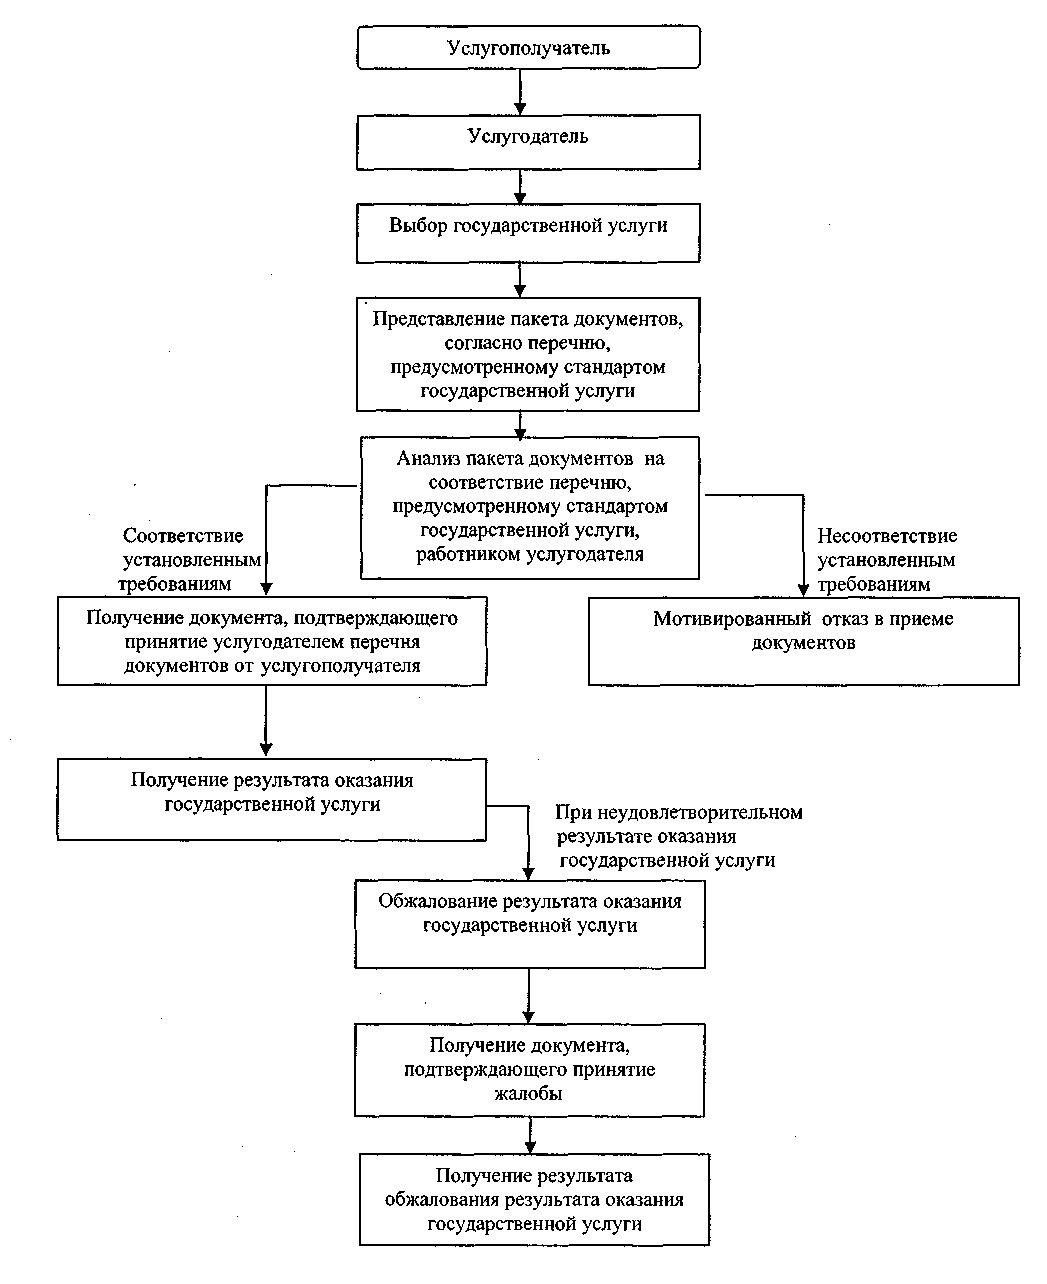 Услугополучатель
Услугодатель
Выбор государственной услуги
Представление пакета документов,
согласно перечню,
предусмотренному стандартом
государственной услуги
Анализ пакета документов на
соответствие перечню,
предусмотренному стандартом
государственной услуги,
работником услугодателя
Соответствие
установленным
требованиям
Несоответствие
установленным
требованиям
Получение документа, подтверждающего
принятие услугодателем перечня
документов от услугополучателя
Мотивированный отказ в приеме
документов
Получение результата оказания
государственной услуги
При неудовлетворительном
результате оказания
государственной услуги
Обжалование результата оказания
государственной услуги
Получение документа,
подтверждающего принятие
жалобы
Получение результата
обжалования результата оказания
государственной услуги